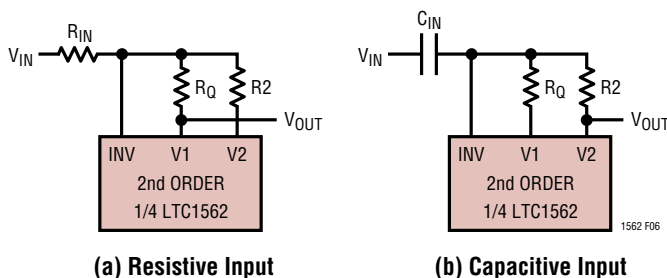 R_IN
V_IN
R_Q
R2
V_OUT
INV V1 V2
2nd ORDER
1/4 LTC1562
(a) Resistive Input
C_IN
V_IN
R_Q
R2
V_OUT
INV V1 V2
2nd ORDER
1/4 LTC1562
1562 F06
(b) Capacitive Input